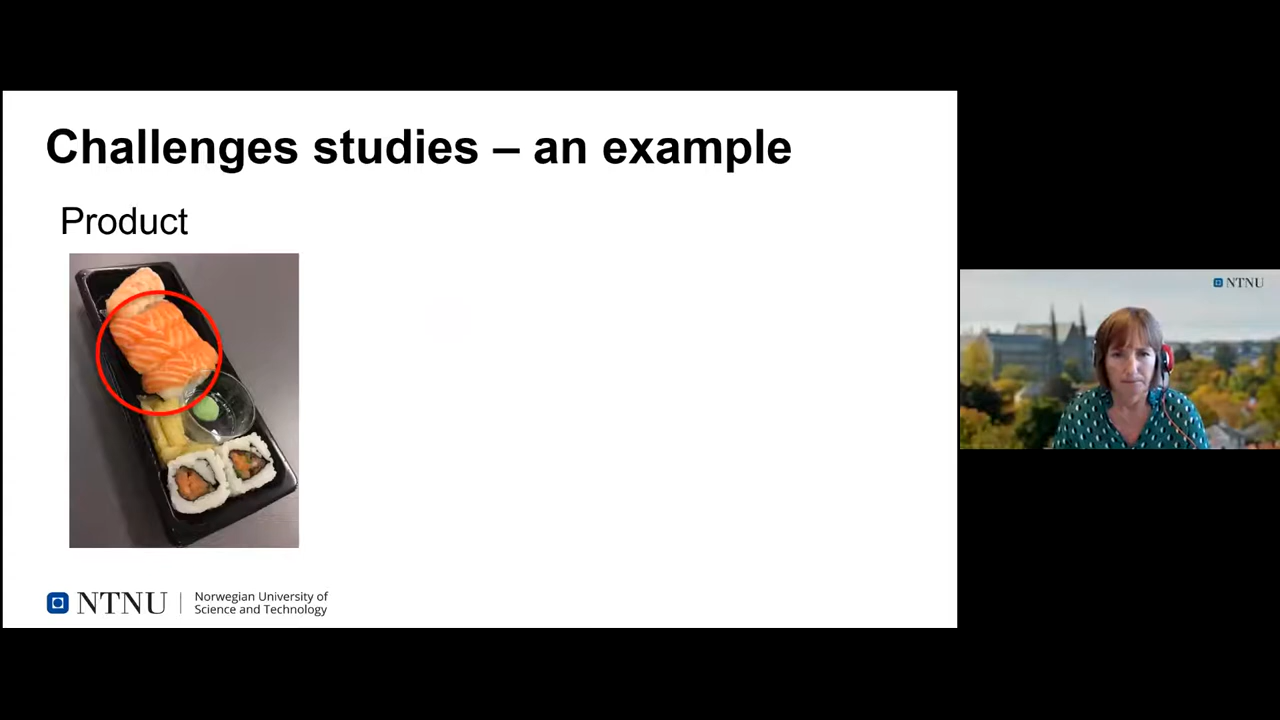 Challenges studies – an example
Product
NTNU
Norwegian University of
Science and Technology
NTNU